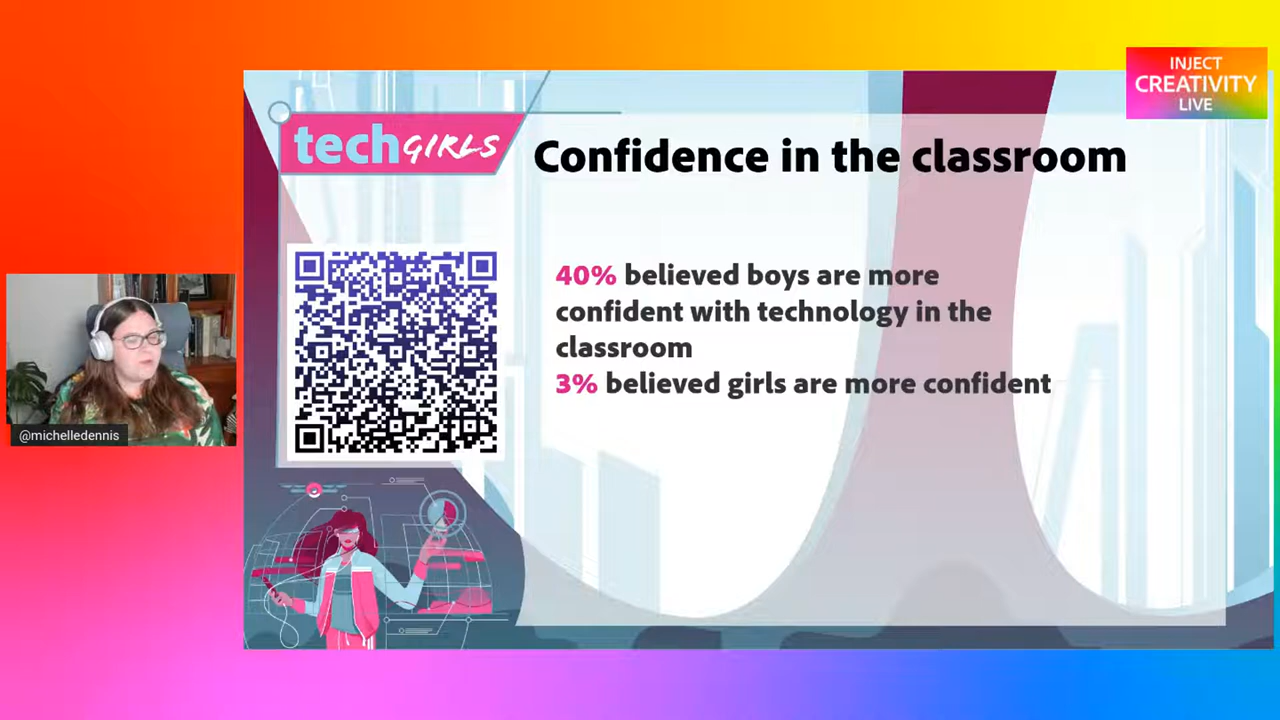 INJECT
CREATIVITY
LIVE
techGIRLS
Confidence in the classroom
40% believed boys are more
confident with technology in the
classroom
3% believed girls are more confident
@michelledennis